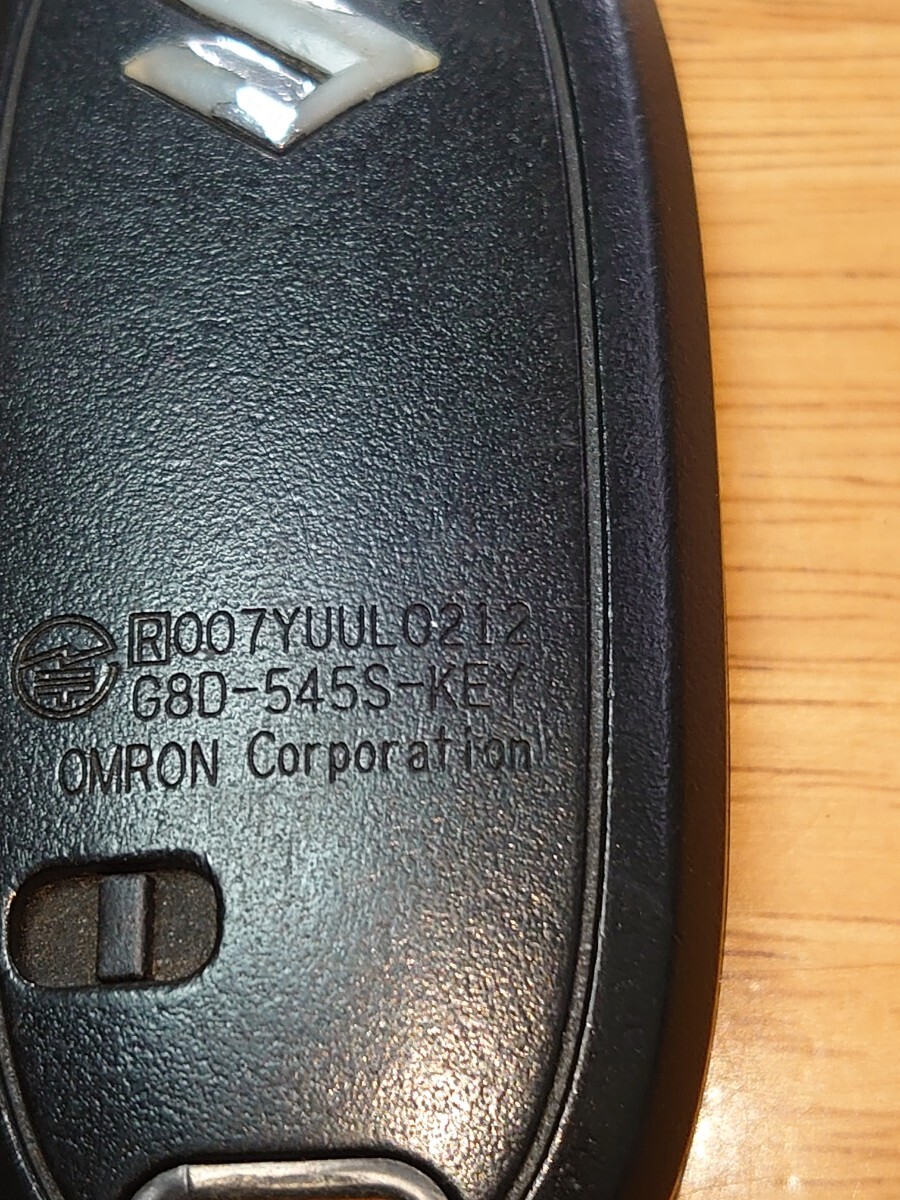 R007YUUL0212
G8D-545S-KEY
OMRON Corporation